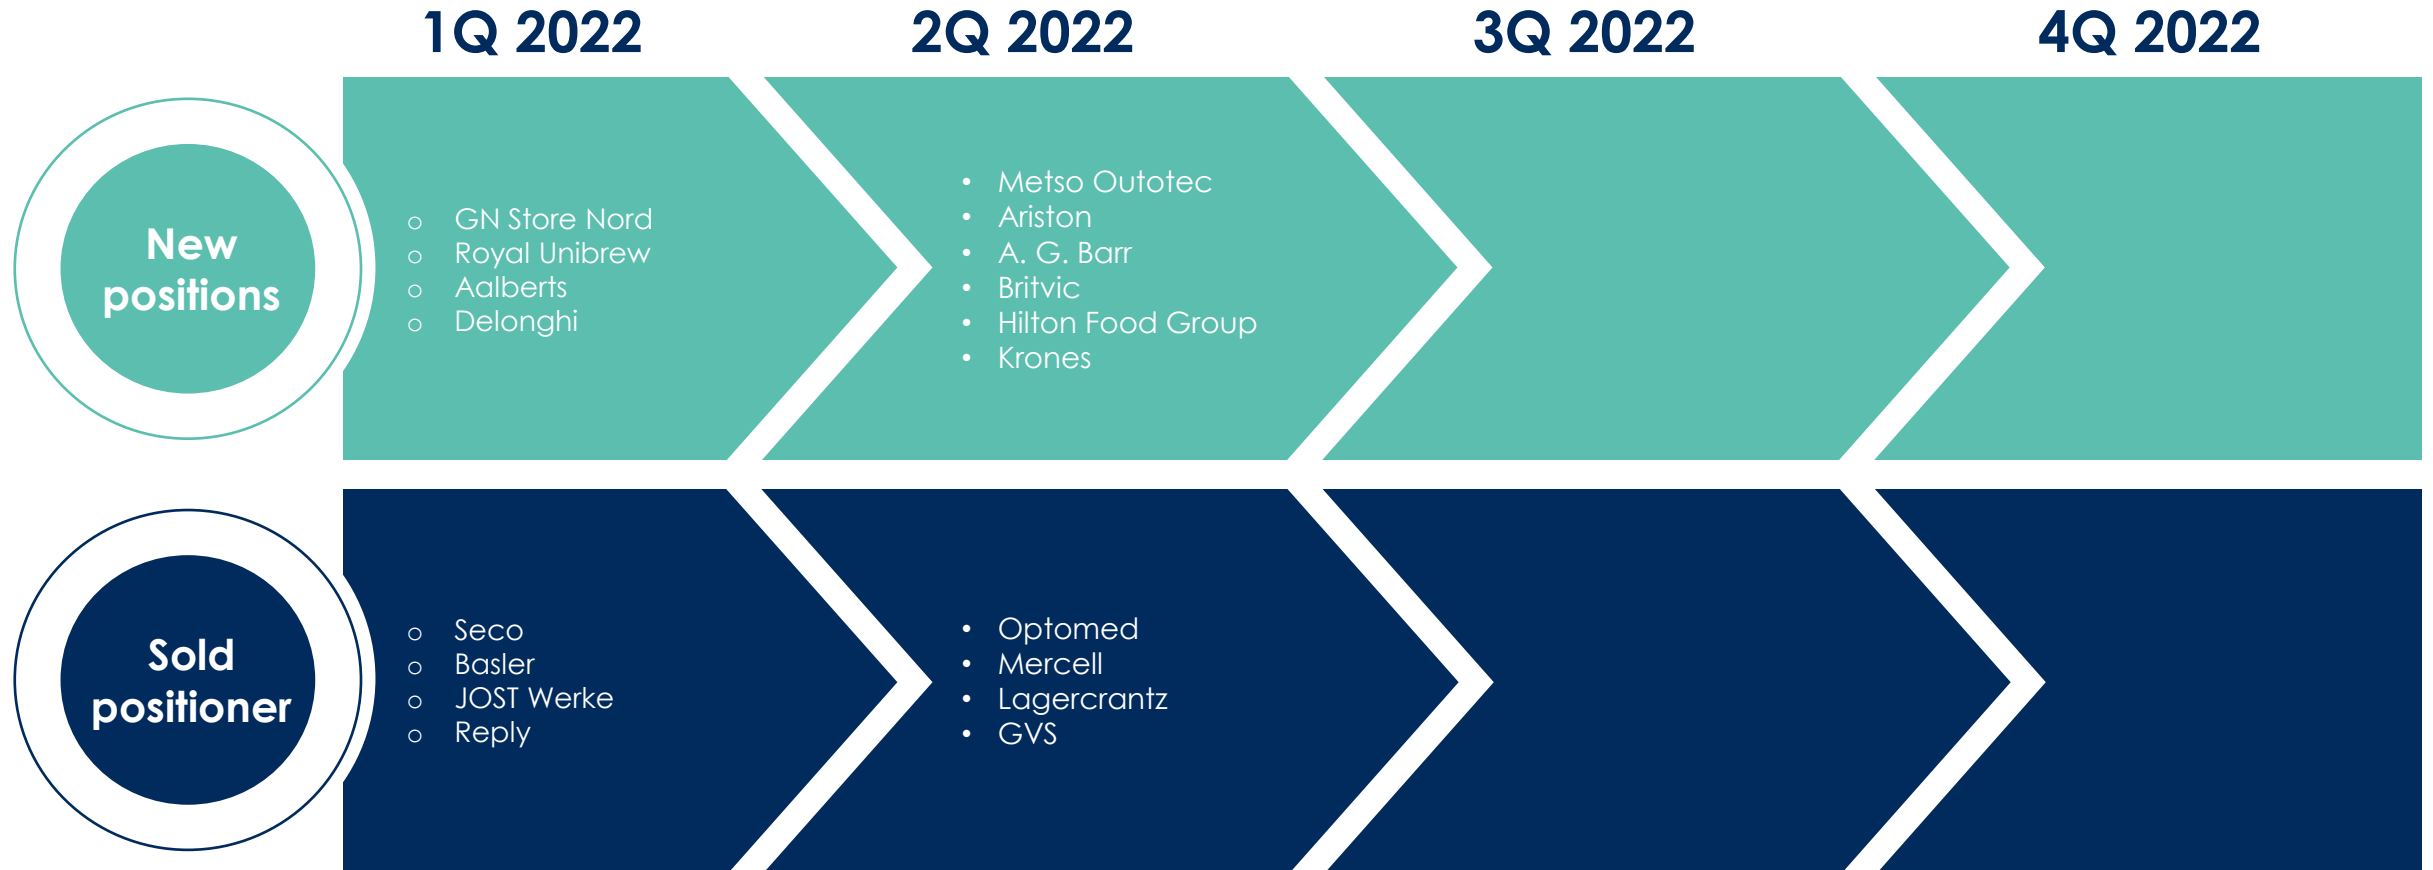 1Q 2022
2Q 2022
3Q 2022
4Q 2022
New
positions
o GN Store Nord
o Royal Unibrew
o Aalberts
o Delonghi
• Metso Outotec
• Ariston
• A. G. Barr
• Britvic
• Hilton Food Group
• Krones
Sold
positioner
o Seco
o Basler
o JOST Werke
o Reply
• Optomed
• Mercell
• Lagercrantz
• GVS